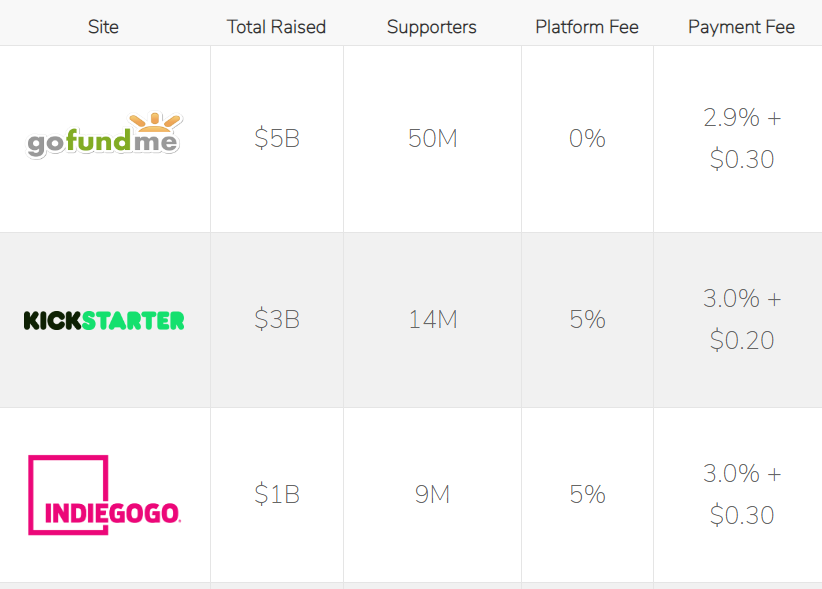 Site Total Raised Supporters Platform Fee Payment Fee
gofundme $5B 50M 0% 2.9% +
$0.30
KICKSTARTER $3B 14M 5% 3.0% +
$0.20
INDIEGOGO. $1B 9M 5% 3.0% +
$0.30